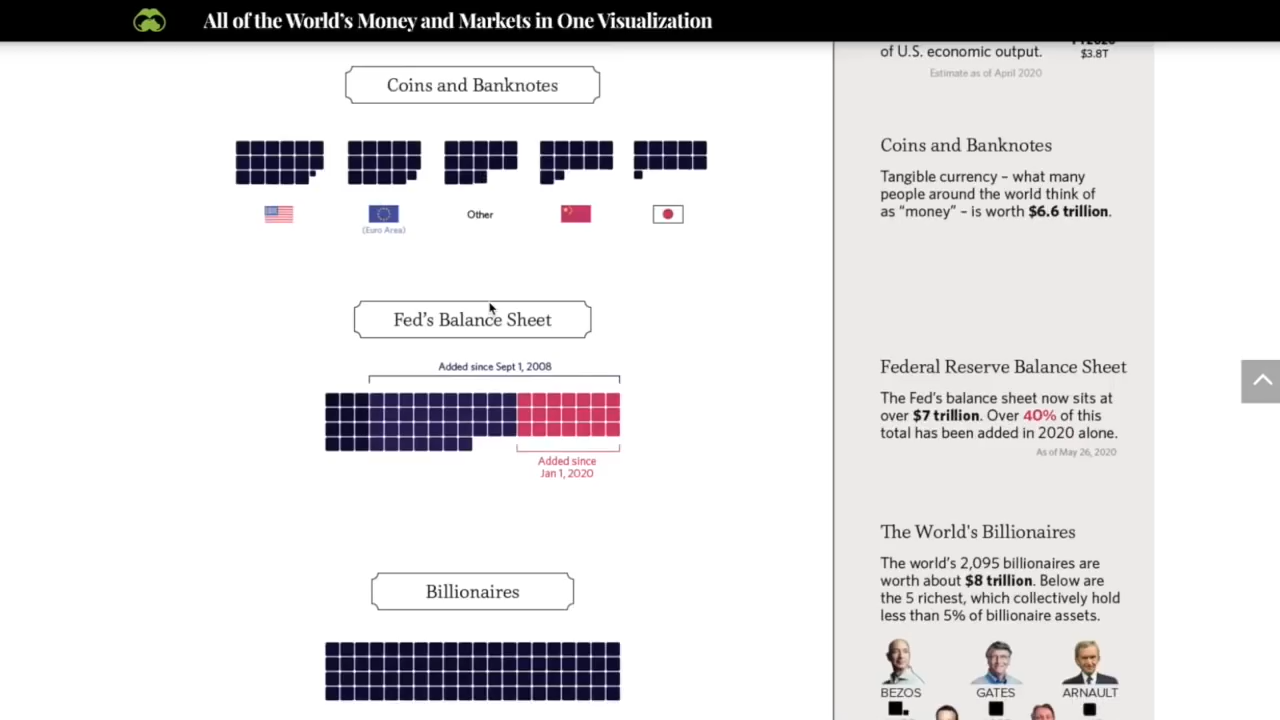 All of the World's Money and Markets in One Visualization
Coins and Banknotes
(Euro Area)
Other
Fed's Balance Sheet
Added since Sept 1, 2008
Added since
Jan 1, 2020
Billionaires
of U.S. economic output.
$3.8T
Estimate as of April 2020
Coins and Banknotes
Tangible currency – what many
people around the world think of
as “money” – is worth $6.6 trillion.
Federal Reserve Balance Sheet
The Fed's balance sheet now sits at
over $7 trillion. Over 40% of this
total has been added in 2020 alone.
As of May 26, 2020
The World's Billionaires
The world's 2,095 billionaires are
worth about $8 trillion. Below are
the 5 richest, which collectively hold
less than 5% of billionaire assets.
BEZOS
GATES
ARNAULT